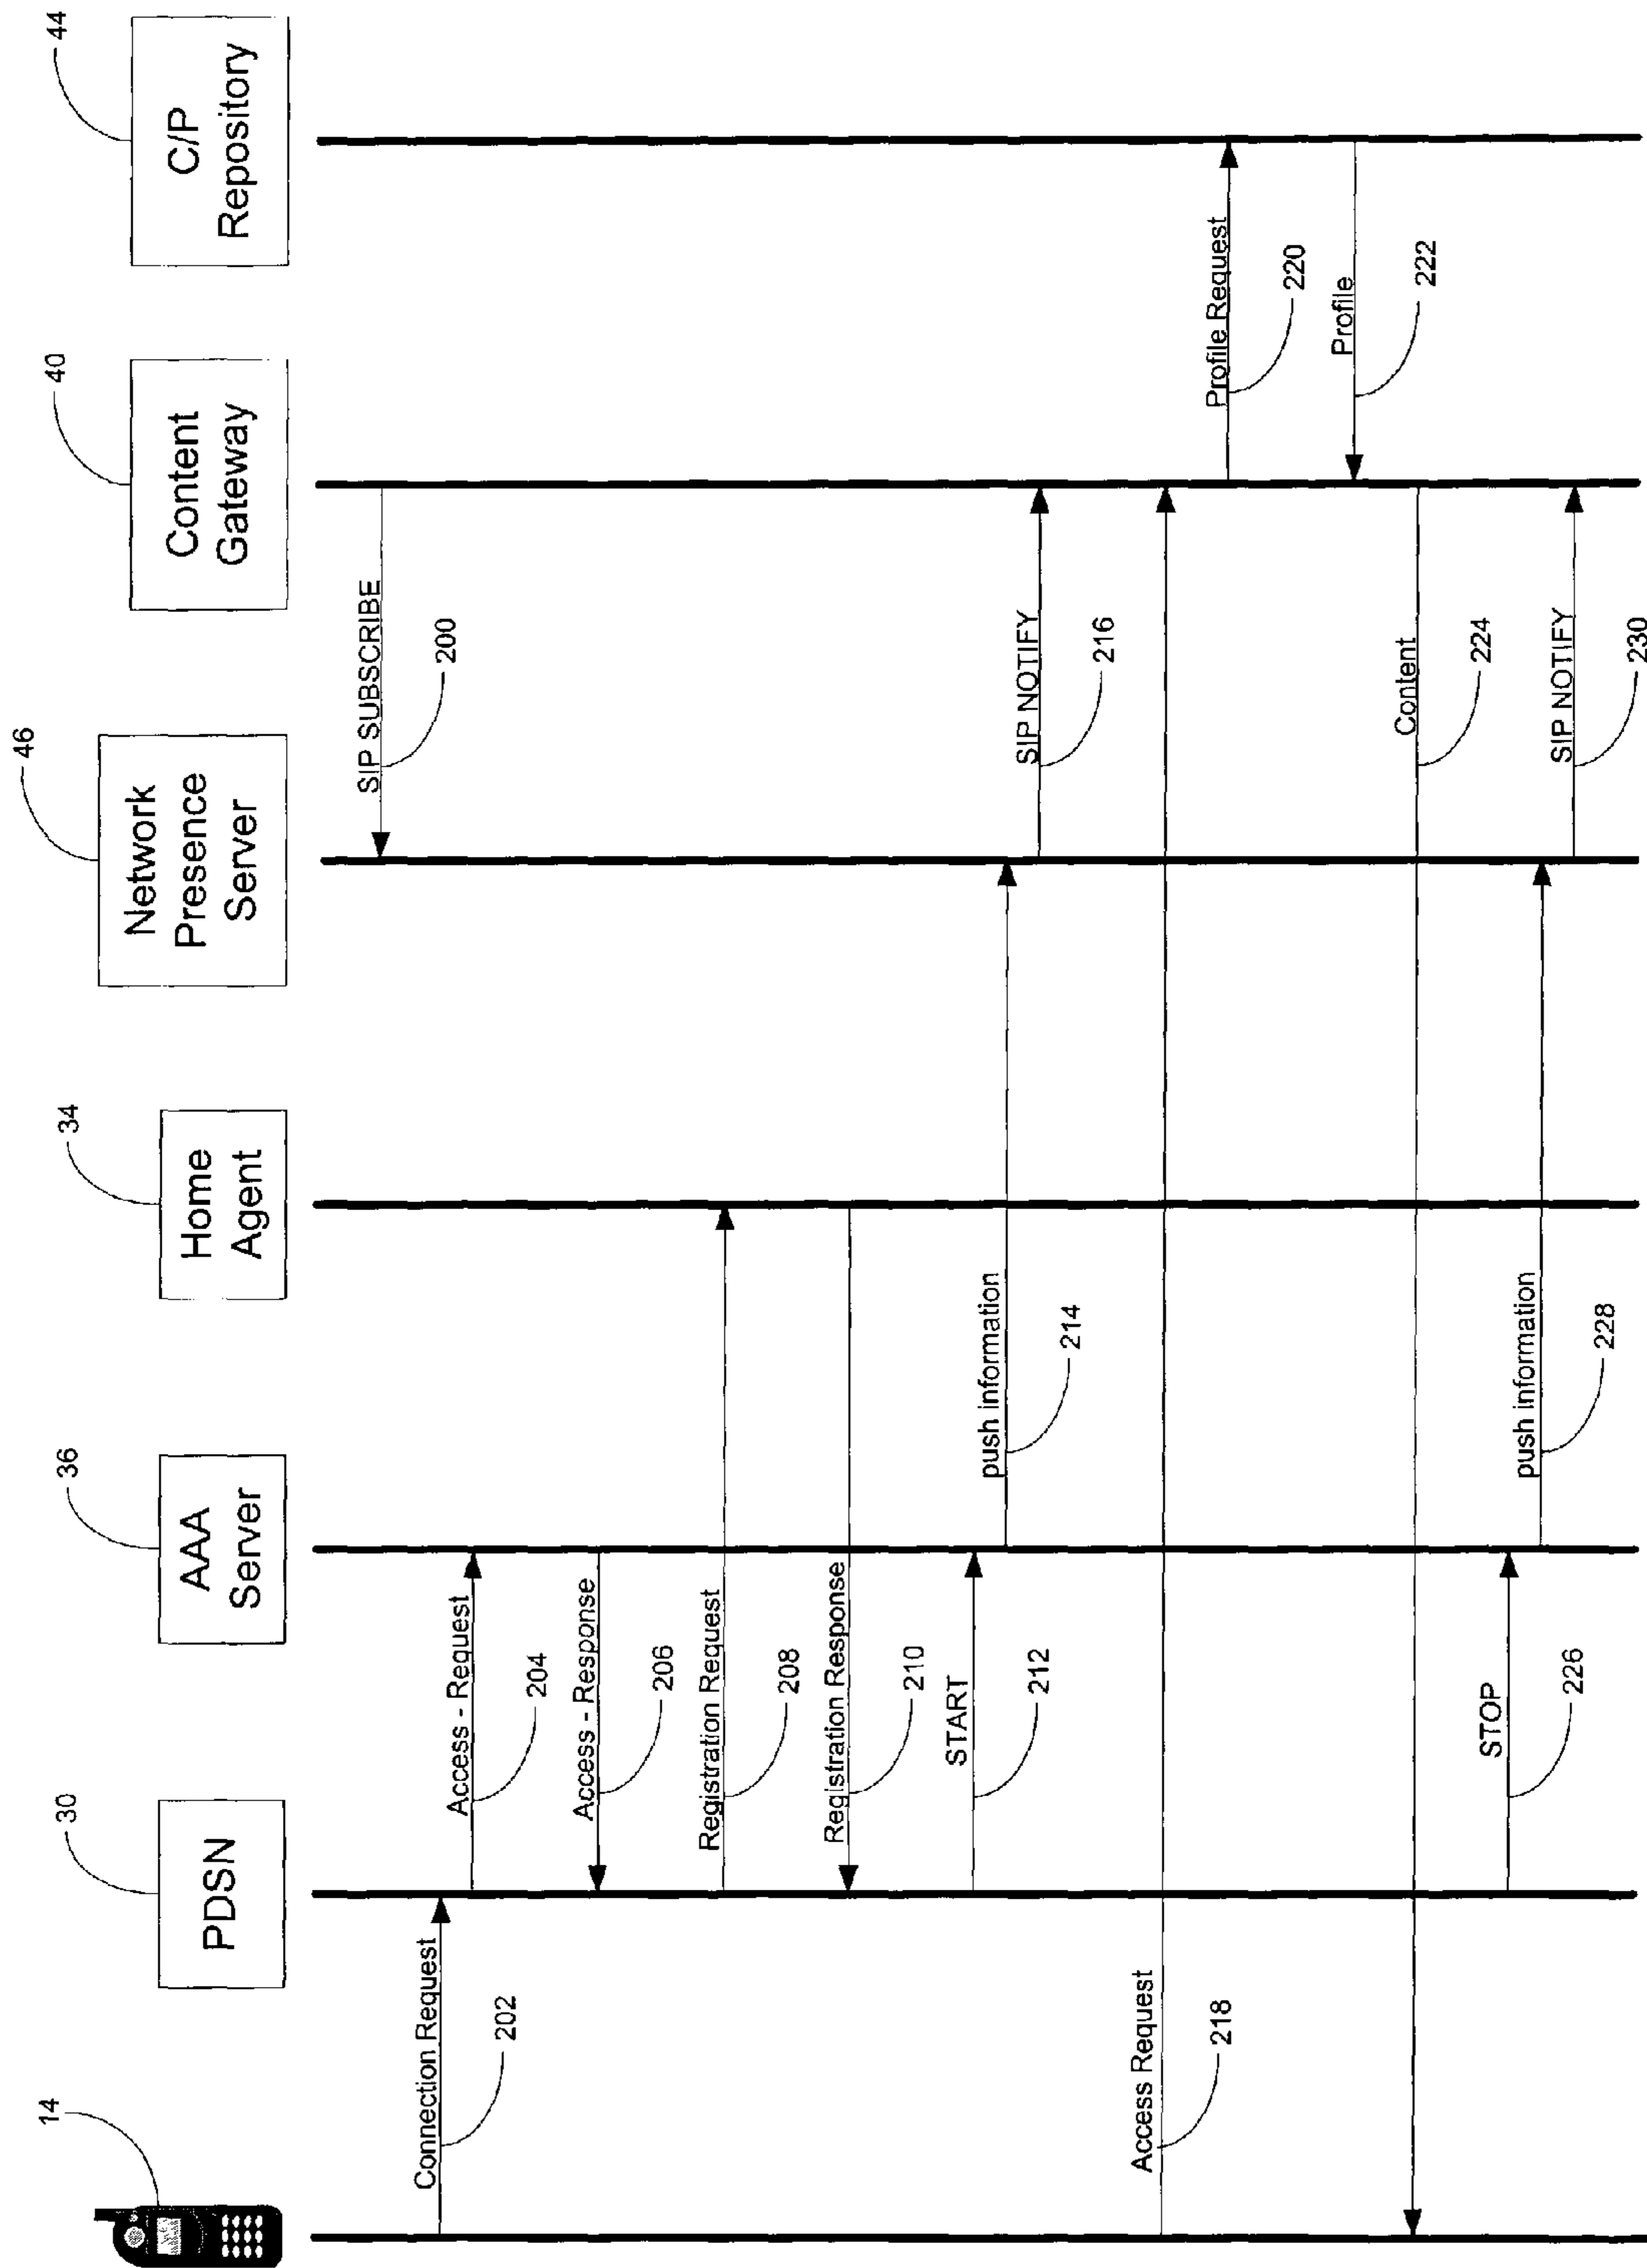 14
30
PDSN
36
AAA
Server
34
Home
Agent
46
Network
Presence
Server
40
Content
Gateway
44
C/P
Repository
SIP SUBSCRIBE
200
Connection Request
202
Access - Request
204
Access - Response
206
Registration Request
208
Registration Response
210
START
212
push information
214
SIP NOTIFY
216
Access Request
218
Profile Request
220
Profile
222
Content
224
STOP
226
push information
228
SIP NOTIFY
230